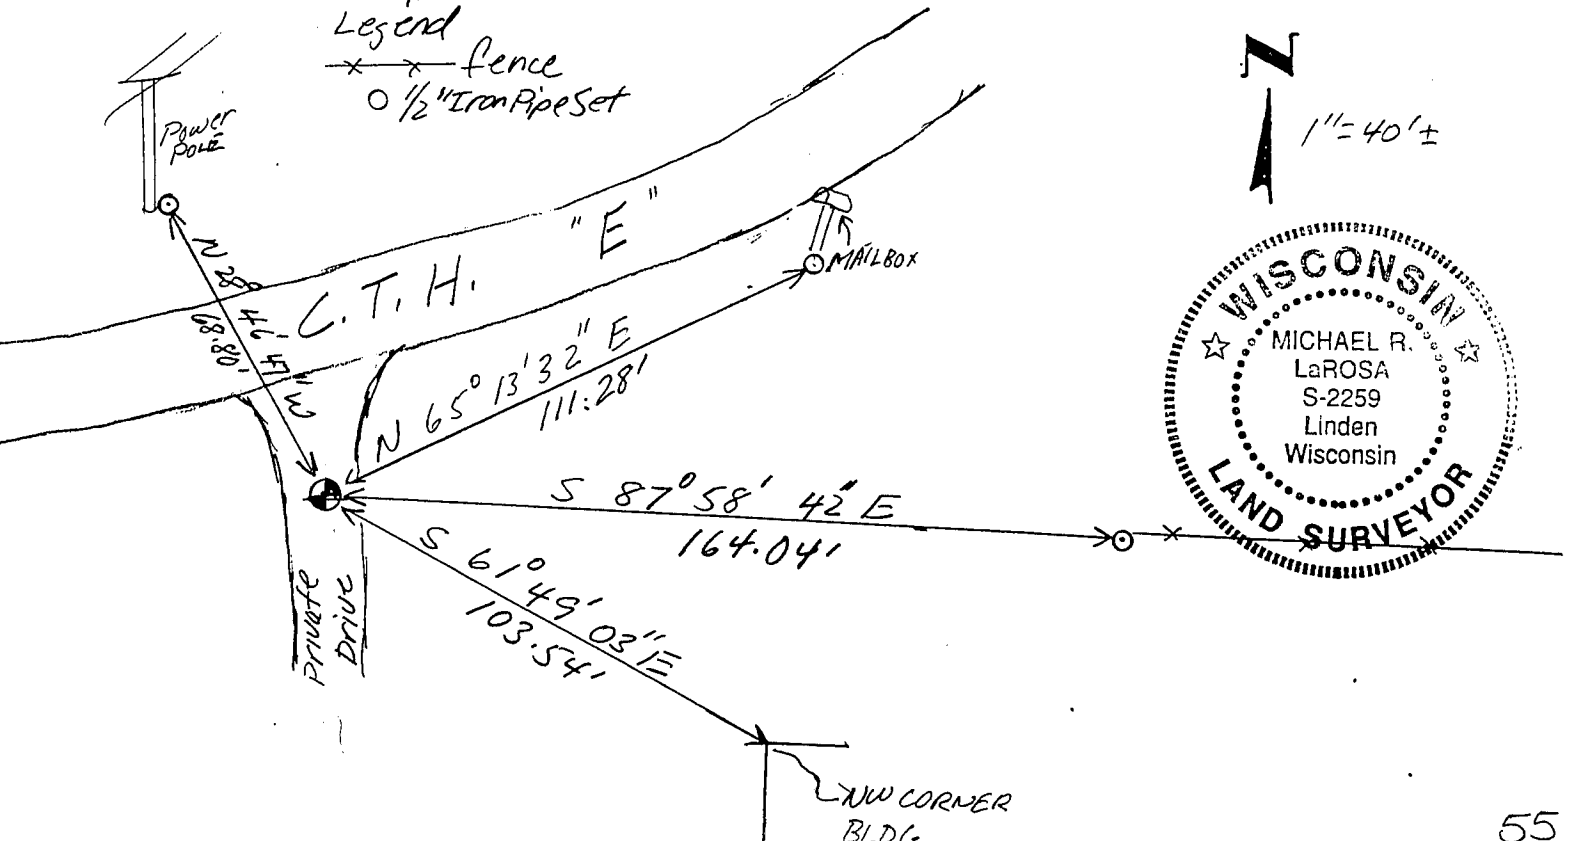 Legend
fence
1/2" Iron Pipe Set
Power
Pole
N
1"=40'±
"E"
C.T.H.
MAILBOX
N 28° 46' 47" W
68.80'
N 65° 13' 32" E
111.28'
WISCONSIN
MICHAEL R.
LaROSA
S-2259
Linden
Wisconsin
LAND SURVEYOR
S 87° 58' 42" E
164.04'
S 61° 49' 03" E
103.54'
Private
Drive
NW CORNER
BLDG.
55